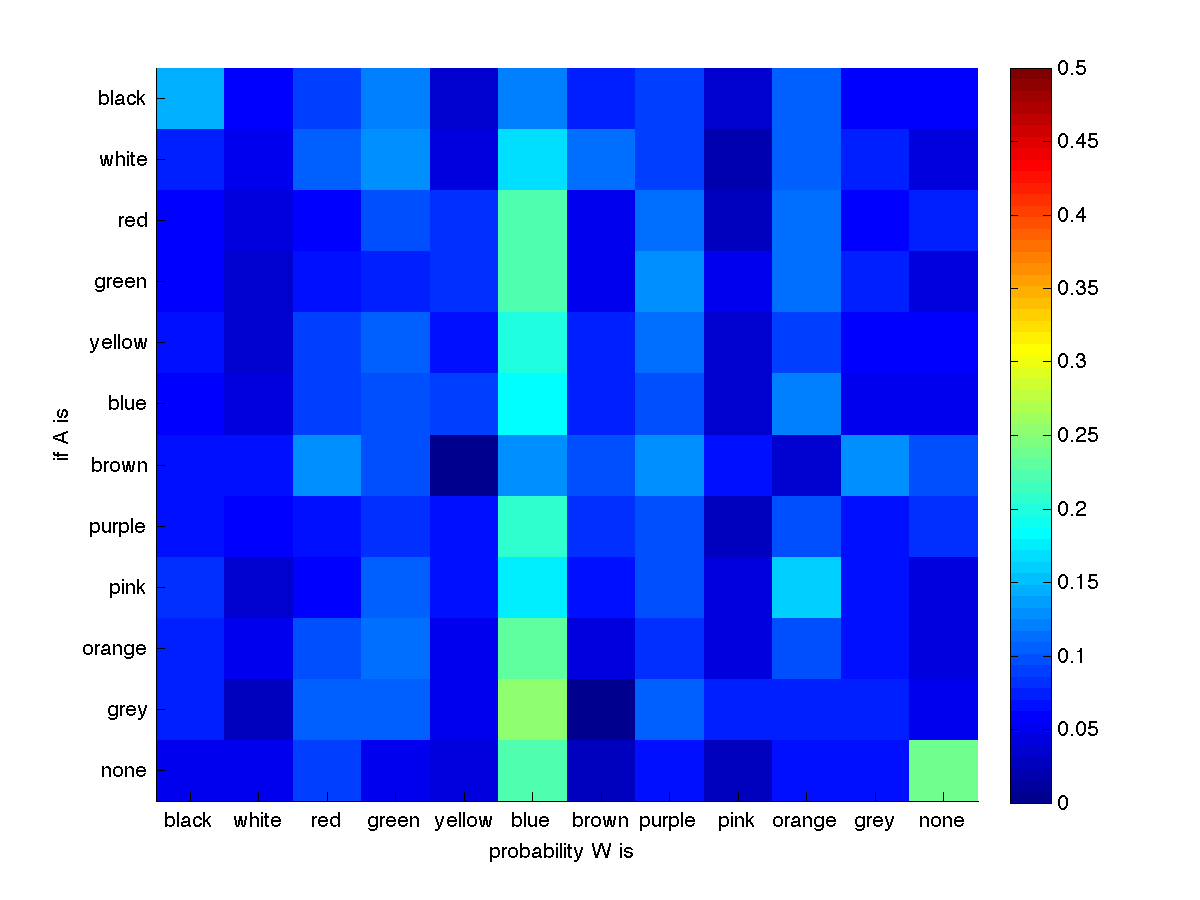 black
white
red
green
yellow
blue
brown
purple
pink
orange
grey
none
if A is
black white red green yellow blue brown purple pink orange grey none
probability W is
0.5
0.45
0.4
0.35
0.3
0.25
0.2
0.15
0.1
0.05
0